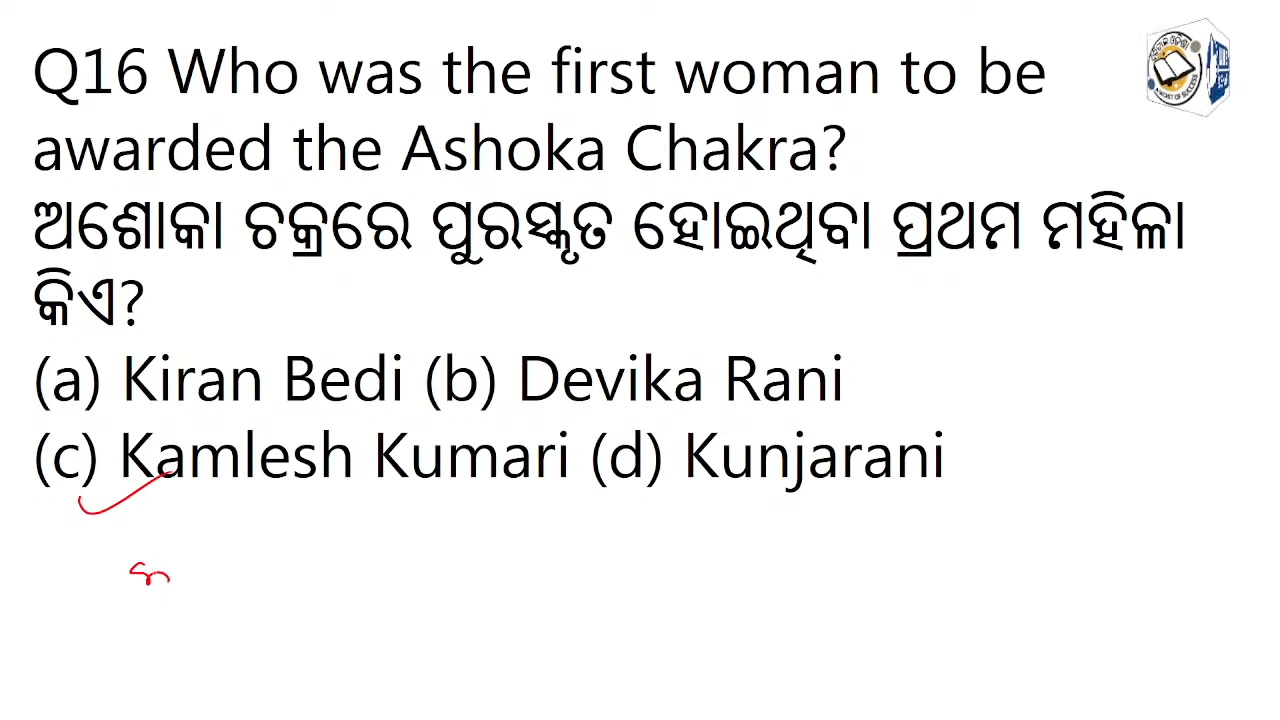 Q16 Who was the first woman to be
awarded the Ashoka Chakra?
ଅଶୋକା ଚକ୍ରରେ ପୁରସ୍କୃତ ହୋଇଥିବା ପ୍ରଥମ ମହିଳା
କିଏ?
(a) Kiran Bedi (b) Devika Rani
(c) Kamlesh Kumari (d) Kunjarani